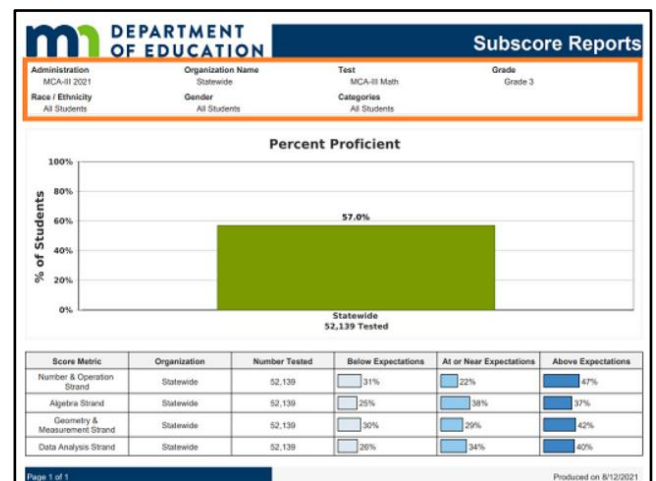 DEPARTMENT
OF EDUCATION
Subscore Reports
Administration Organization Name Test Grade
MCA-III 2021 Statewide MCA-III Math Grade 3
Race / Ethnicity Gender Categories
All Students All Students All Students
Percent Proficient
100%
80%
60%
40%
20%
0%
% of Students
57.0%
Statewide
52,139 Tested
Score Metric Organization Number Tested Below Expectations At or Near Expectations Above Expectations
Number & Operation
Strand Statewide 52,139 31% 22% 47%
Algebra Strand Statewide 52,139 25% 38% 37%
Geometry &
Measurement Strand Statewide 52,139 30% 29% 42%
Data Analysis Strand Statewide 52,139 26% 34% 40%
Page 1 of 1 Produced on 8/12/2021